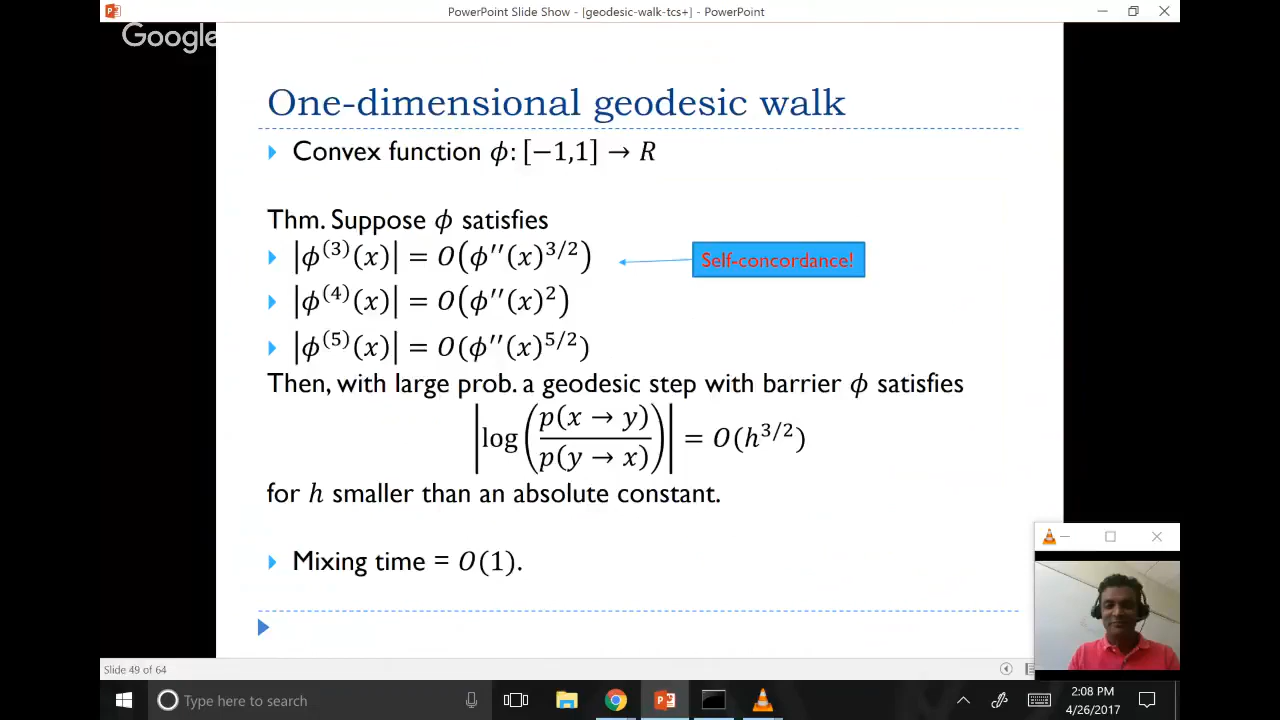 PowerPoint Slide Show - [geodesic-walk-tcs+] - PowerPoint
Google
One-dimensional geodesic walk
Convex function ϕ: [−1,1] → R
Thm. Suppose ϕ satisfies
|ϕ⁽³⁾(x)| = O(ϕ′′(x)^{3/2})
Self-concordance!
|ϕ⁽⁴⁾(x)| = O(ϕ′′(x)²)
|ϕ⁽⁵⁾(x)| = O(ϕ′′(x)^{5/2})
Then, with large prob. a geodesic step with barrier ϕ satisfies
|log(p(x → y)/p(y → x))| = O(h^{3/2})
for h smaller than an absolute constant.
Mixing time = O(1).
Slide 49 of 64
Type here to search
2:08 PM
4/26/2017